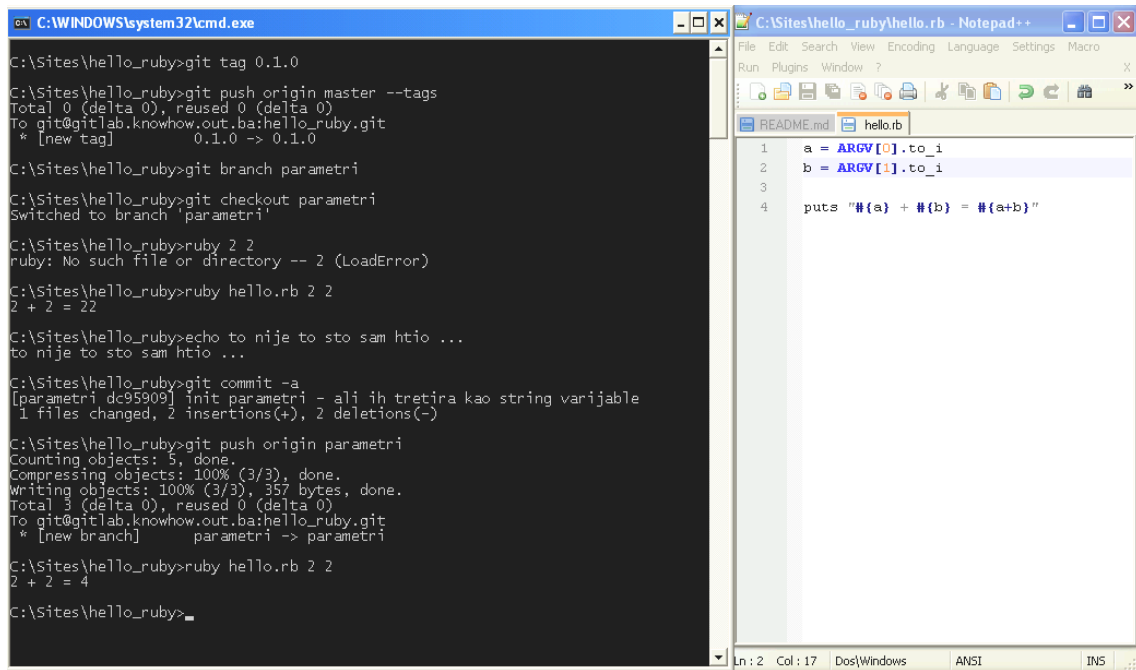 C:\WINDOWS\system32\cmd.exe
C:\Sites\hello_ruby>git tag 0.1.0
C:\Sites\hello_ruby>git push origin master --tags
Total 0 (delta 0), reused 0 (delta 0)
To git@gitlab.knowhow.out.ba:hello_ruby.git
* [new tag] 0.1.0 -> 0.1.0
C:\Sites\hello_ruby>git branch parametri
C:\Sites\hello_ruby>git checkout parametri
Switched to branch 'parametri'
C:\Sites\hello_ruby>ruby 2 2
ruby: No such file or directory -- 2 (LoadError)
C:\Sites\hello_ruby>ruby hello.rb 2 2
2 + 2 = 22
C:\Sites\hello_ruby>echo to nije to sto sam htio ...
to nije to sto sam htio ...
C:\Sites\hello_ruby>git commit -a
[parametri dc95909] init parametri - ali ih tretira kao string varijable
1 files changed, 2 insertions(+), 2 deletions(-)
C:\Sites\hello_ruby>git push origin parametri
Counting objects: 5, done.
Compressing objects: 100% (3/3), done.
Writing objects: 100% (3/3), 357 bytes, done.
Total 3 (delta 0), reused 0 (delta 0)
To git@gitlab.knowhow.out.ba:hello_ruby.git
* [new branch] parametri -> parametri
C:\Sites\hello_ruby>ruby hello.rb 2 2
2 + 2 = 4
C:\Sites\hello_ruby>
C:\Sites\hello_ruby\hello.rb - Notepad++
File Edit Search View Encoding Language Settings Macro
Run Plugins Window ? X
README.md hello.rb
1 a = ARGV[0].to_i
2 b = ARGV[1].to_i
3
4 puts "#{a} + #{b} = #{a+b}"
Ln : 2 Col : 17 Dos\Windows ANSI INS